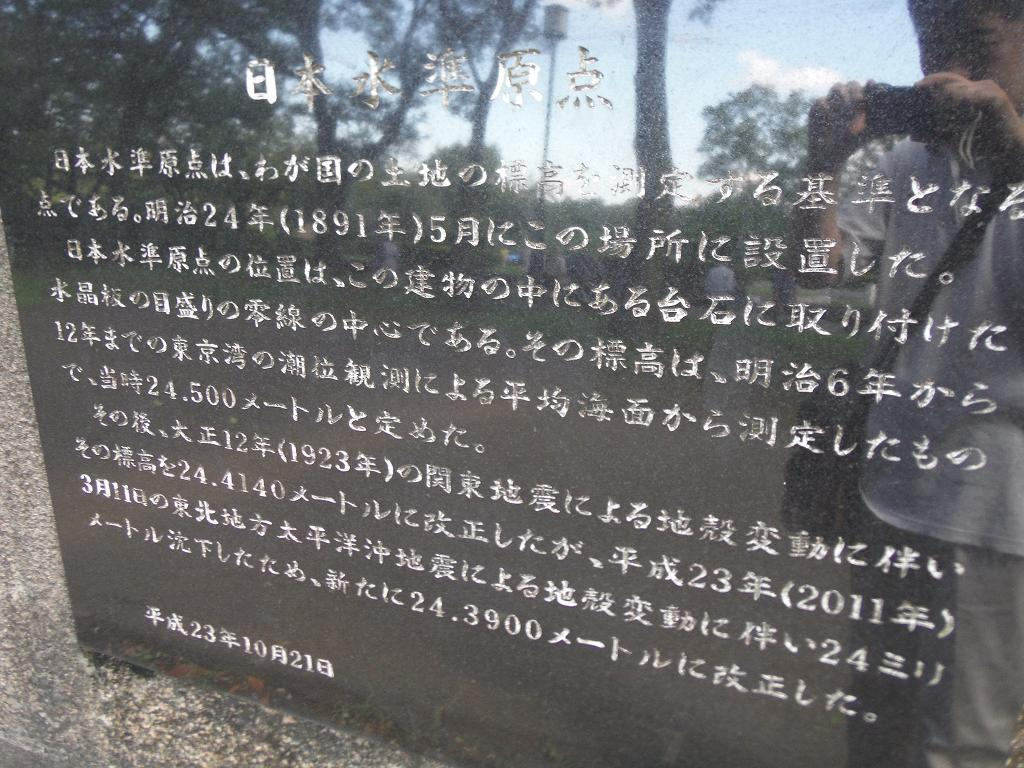 日本水準原点
日本水準原点は、わが国の土地の標高を測定する基準となる
点である。明治24年(1891年)5月にこの場所に設置した。
日本水準原点の位置は、この建物の中にある台石に取り付けた
水晶板の目盛りの零線の中心である。その標高は、明治6年から
12年までの東京湾の潮位観測による平均海面から測定したもの
で、当時24.500メートルと定めた。
その後、大正12年(1923年)の関東地震による地殻変動に伴い
その標高を24.4140メートルに改正したが、平成23年(2011年)
3月11日の東北地方太平洋沖地震による地殻変動に伴い24ミリ
メートル沈下したため、新たに24.3900メートルに改正した。
平成23年10月21日